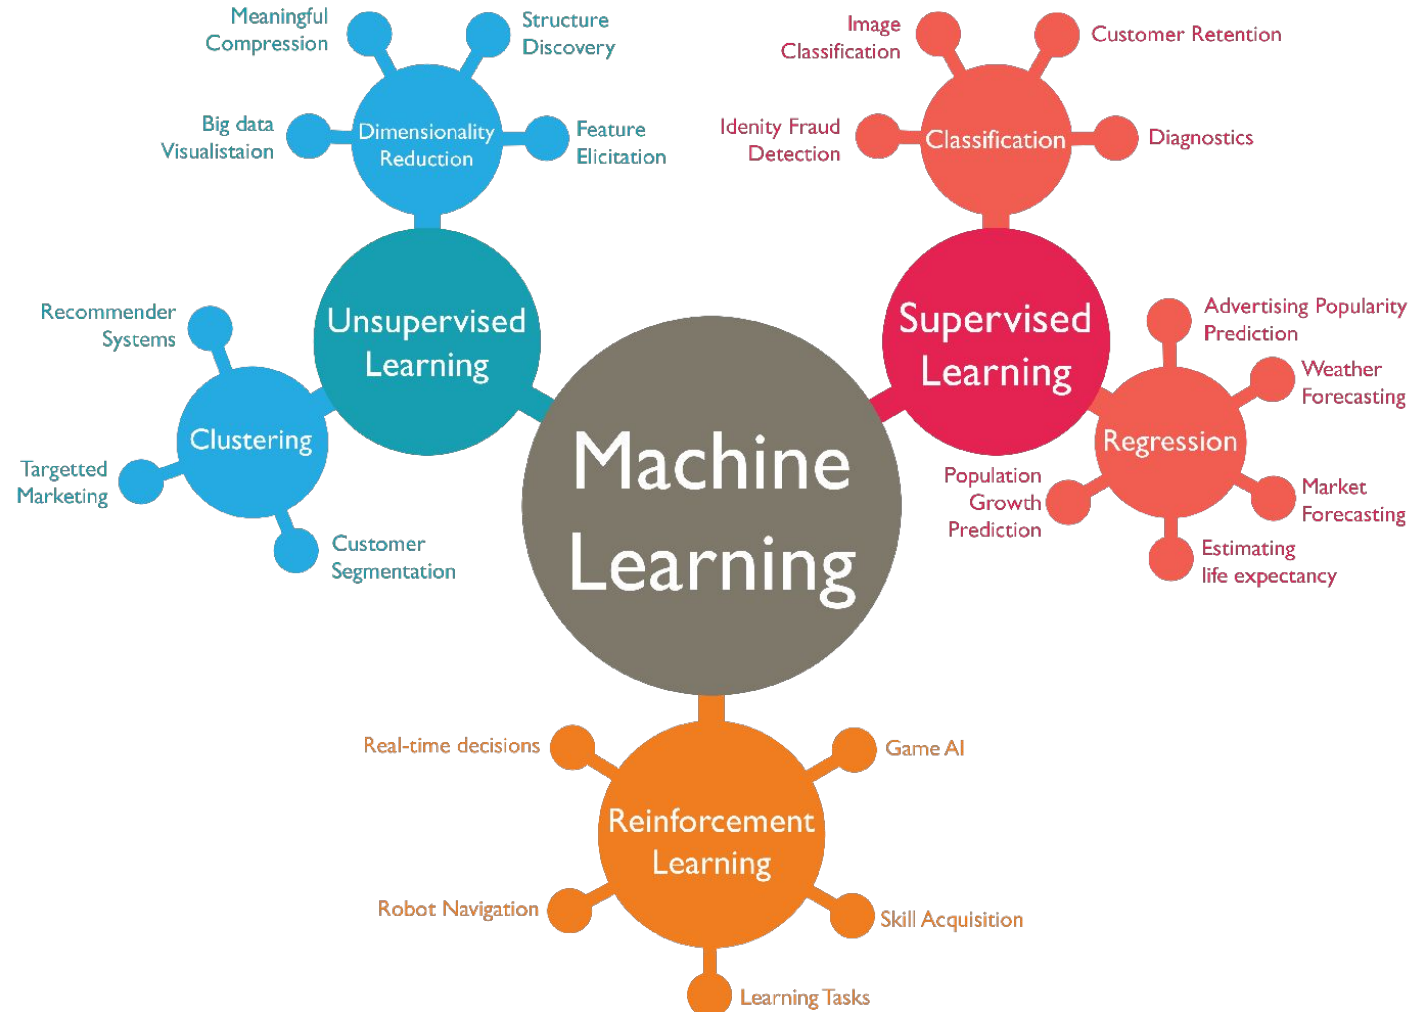 Meaningful
Compression
Structure
Discovery
Big data
Visualistaion
Dimensionality
Reduction
Feature
Elicitation
Image
Classification
Customer Retention
Idenity Fraud
Detection
Classification
Diagnostics
Unsupervised
Learning
Supervised
Learning
Recommender
Systems
Clustering
Targetted
Marketing
Customer
Segmentation
Machine
Learning
Advertising Popularity
Prediction
Weather
Forecasting
Regression
Population
Growth
Prediction
Market
Forecasting
Estimating
life expectancy
Real-time decisions
Game AI
Reinforcement
Learning
Robot Navigation
Skill Acquisition
Learning Tasks